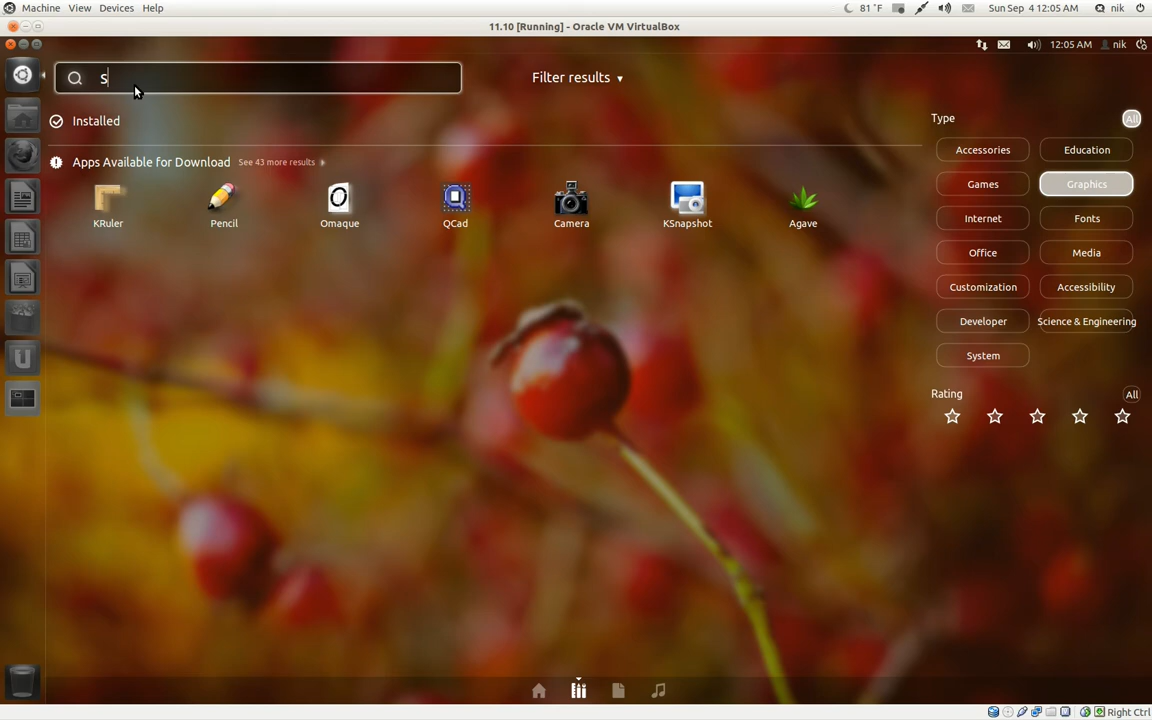 Machine View Devices Help 81 °F Sun Sep 4 12:05 AM nik
11.10 [Running] - Oracle VM VirtualBox
12:05 AM nik
S
Filter results ▾
Installed
Apps Available for Download See 43 more results
KRuler Pencil Omaque QCad Camera KSnapshot Agave
Type All
Accessories Education
Games Graphics
Internet Fonts
Office Media
Customization Accessibility
Developer Science & Engineering
System
Rating All
U
Right Ctrl